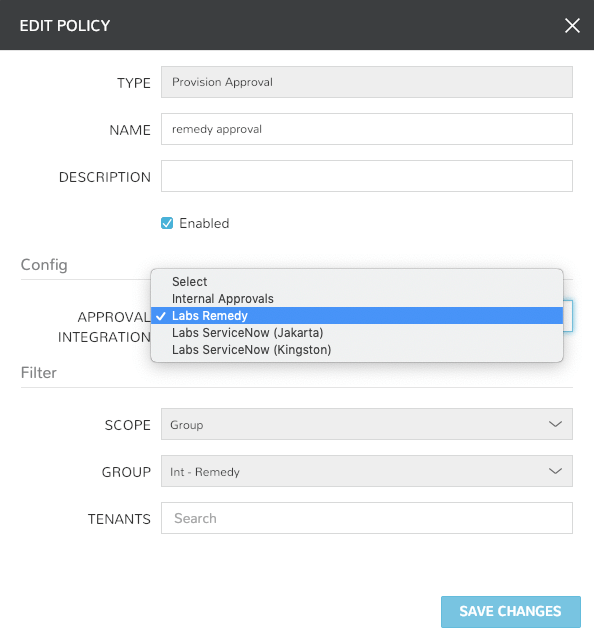 EDIT POLICY
TYPE Provision Approval
NAME remedy approval
DESCRIPTION
Enabled
Config
APPROVAL
INTEGRATION
Select
Internal Approvals
Labs Remedy
Labs ServiceNow (Jakarta)
Labs ServiceNow (Kingston)
Filter
SCOPE Group
GROUP Int - Remedy
TENANTS Search
SAVE CHANGES